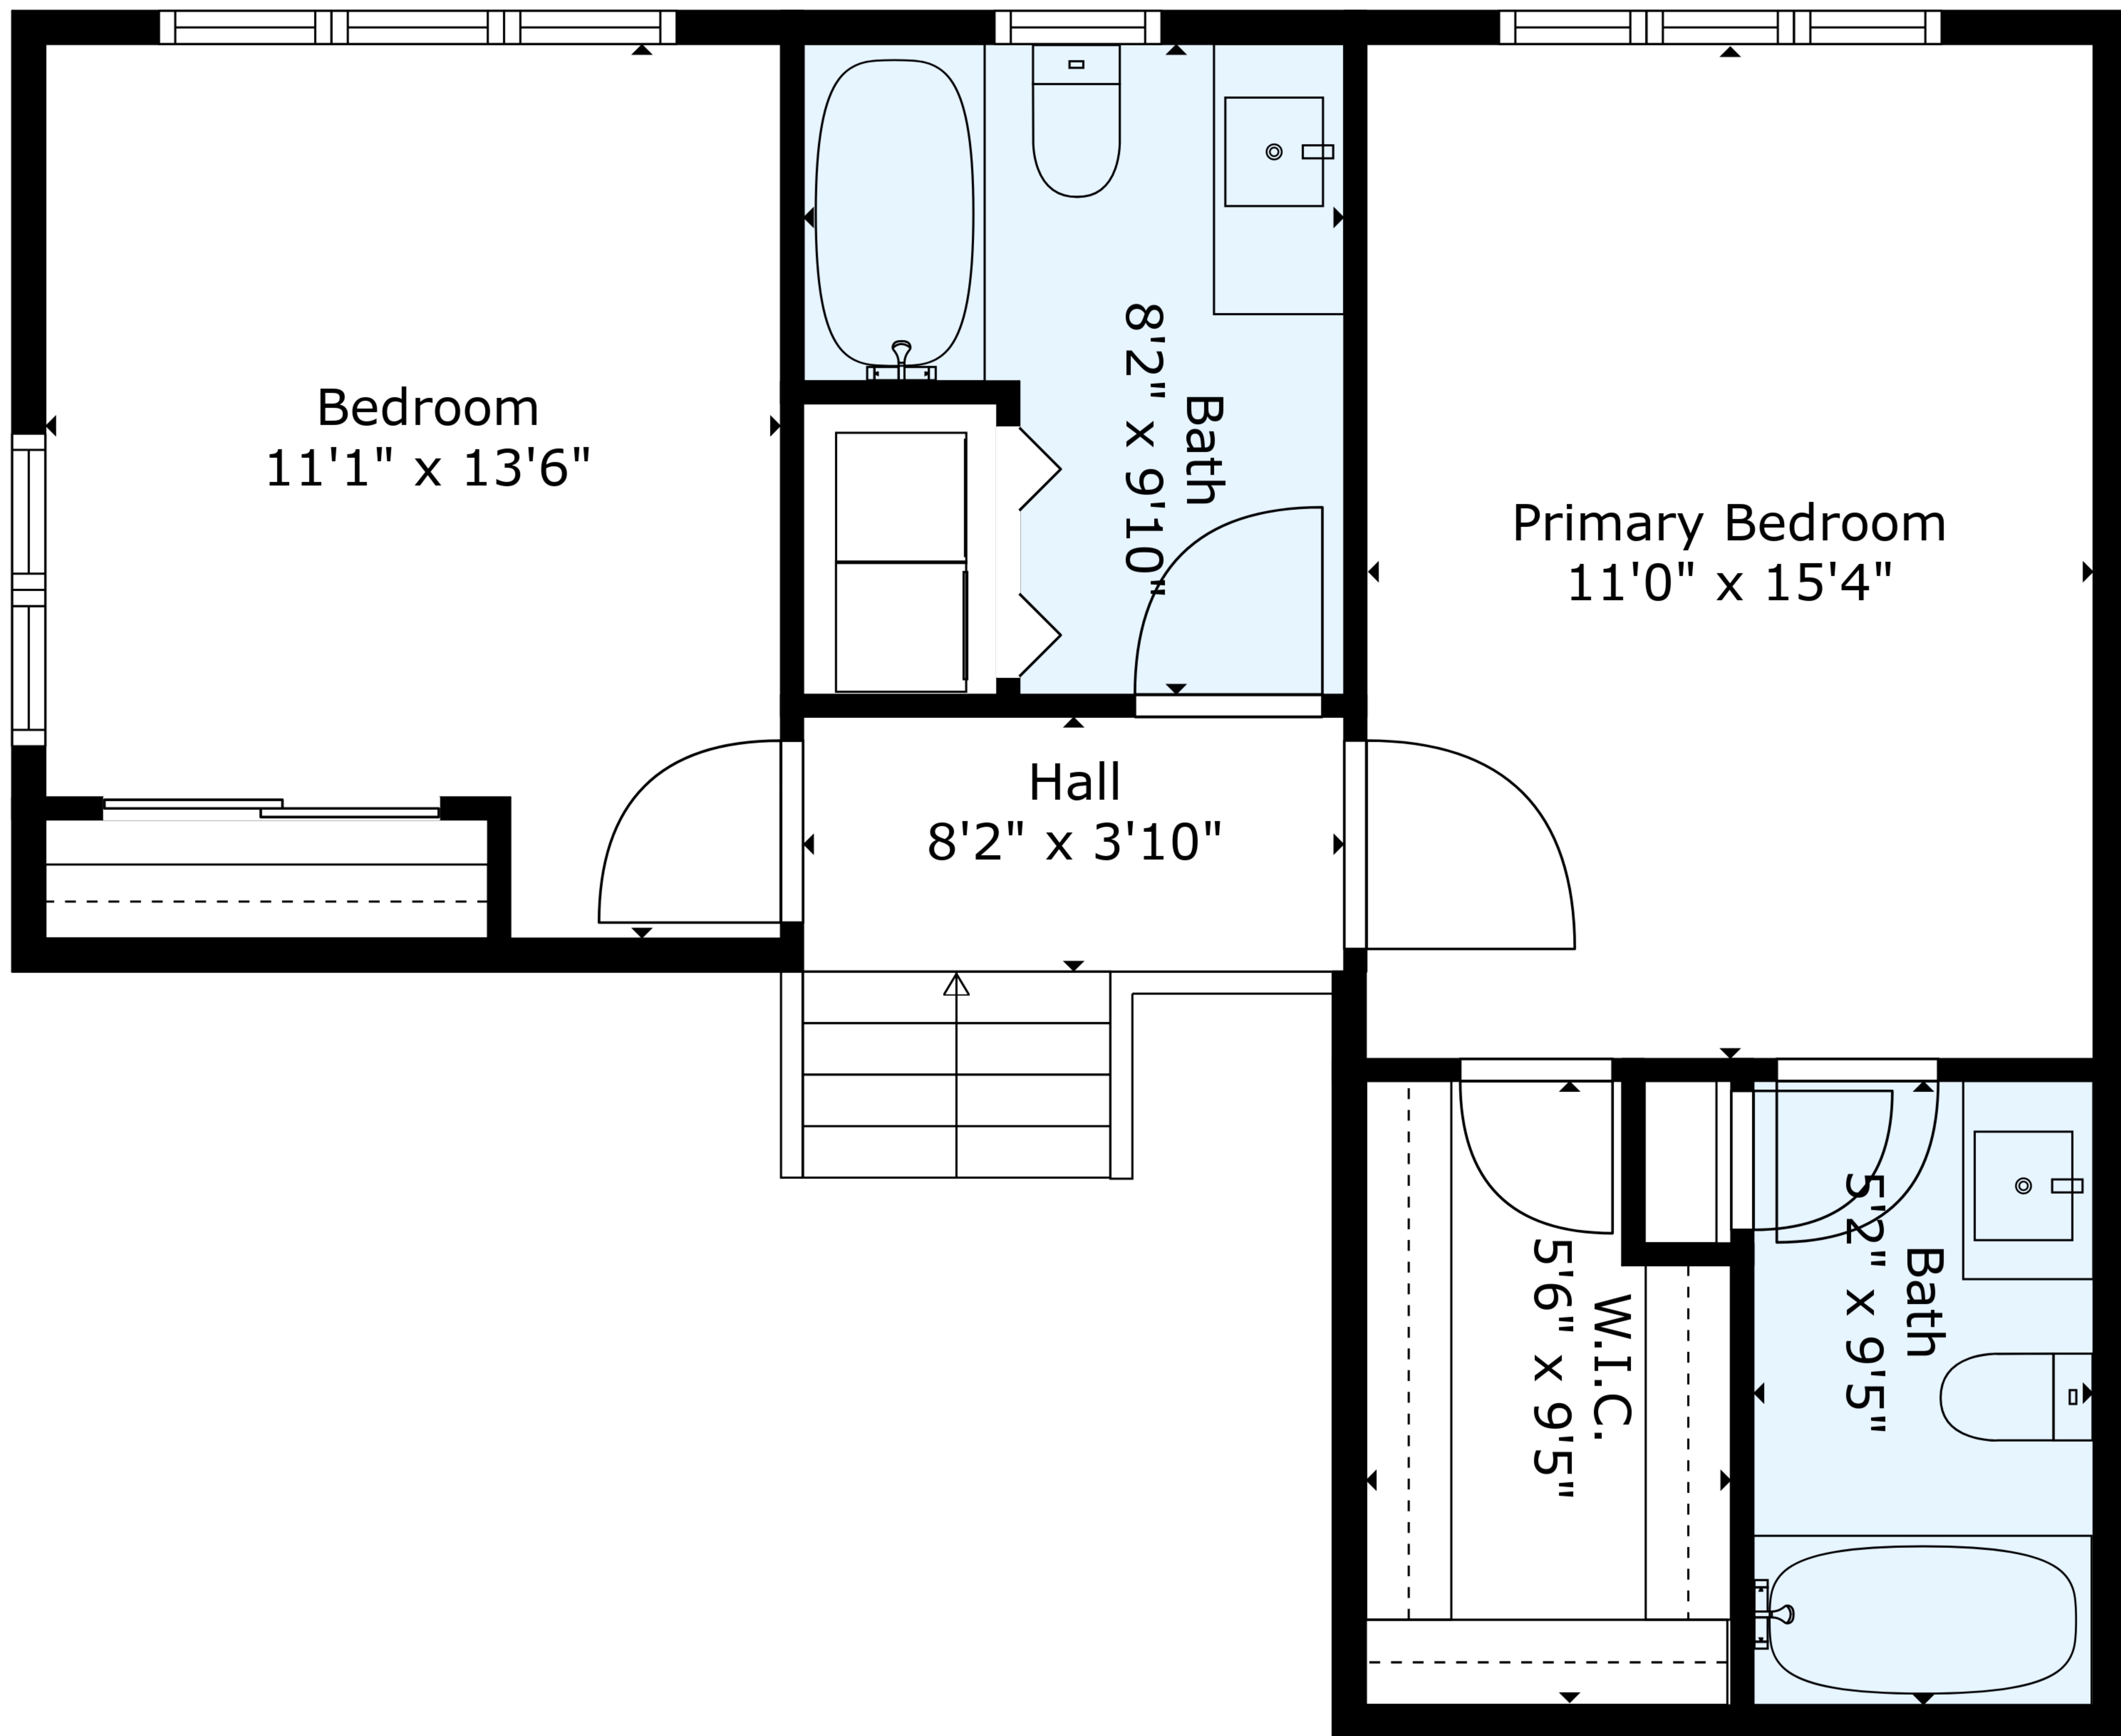 Bedroom
11'1" x 13'6"
Bath
8'2" x 9'10"
Primary Bedroom
11'0" x 15'4"
Hall
8'2" x 3'10"
W.I.C.
5'6" x 9'5"
Bath
5'2" x 9'5"